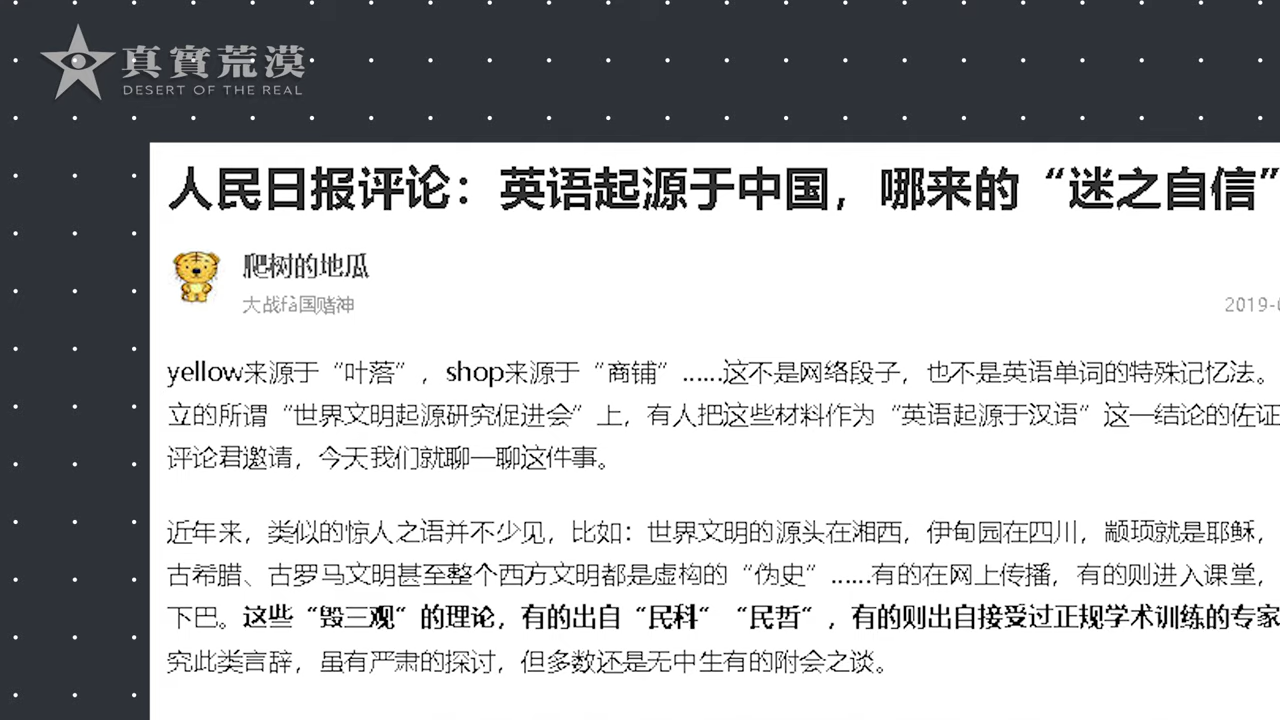 真實荒漠
DESERT OF THE REAL
人民日报评论：英语起源于中国，哪来的“迷之自信”
爬树的地瓜
大战fǎ国赌神
2019-0
yellow来源于“叶落”，shop来源于“商铺”……这不是网络段子，也不是英语单词的特殊记忆法。
立的所谓“世界文明起源研究促进会”上，有人把这些材料作为“英语起源于汉语”这一结论的佐证
评论君邀请，今天我们就聊一聊这件事。
近年来，类似的惊人之语并不少见，比如：世界文明的源头在湘西，伊甸园在四川，颛顼就是耶稣，
古希腊、古罗马文明甚至整个西方文明都是虚构的“伪史”……有的在网上传播，有的则进入课堂，
下巴。这些“毁三观”的理论，有的出自“民科”“民哲”，有的则出自接受过正规学术训练的专家
究此类言辞，虽有严肃的探讨，但多数还是无中生有的附会之谈。